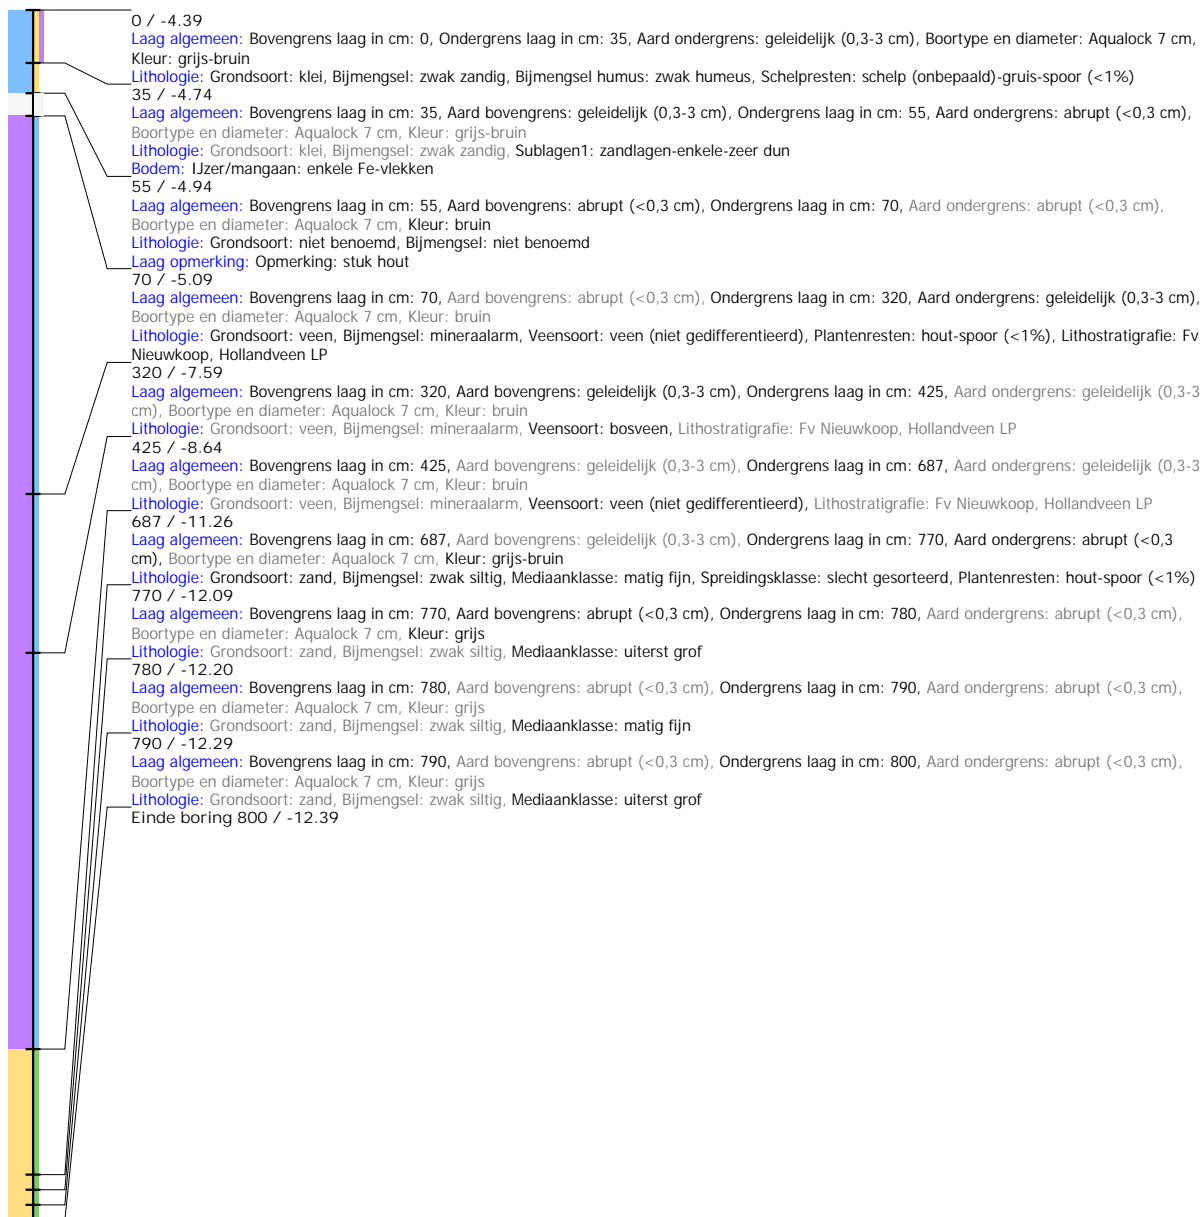 0 / -4.39
Laag algemeen: Bovengrens laag in cm: 0, Ondergrens laag in cm: 35, Aard ondergrens: geleidelijk (0,3-3 cm), Boortype en diameter: Aqualock 7 cm,
Kleur: grijs-bruin
Lithologie: Grondsoort: klei, Bijmengsel: zwak zandig, Bijmengsel humus: zwak humeus, Schelpresten: schelp (onbepaald)-gruis-spoor (<1%)
35 / -4.74
Laag algemeen: Bovengrens laag in cm: 35, Aard bovengrens: geleidelijk (0,3-3 cm), Ondergrens laag in cm: 55, Aard ondergrens: abrupt (<0,3 cm),
Boortype en diameter: Aqualock 7 cm, Kleur: grijs-bruin
Lithologie: Grondsoort: klei, Bijmengsel: zwak zandig, Sublagen1: zandlagen-enkele-zeer dun
Bodem: IJzer/mangaan: enkele Fe-vlekken
55 / -4.94
Laag algemeen: Bovengrens laag in cm: 55, Aard bovengrens: abrupt (<0,3 cm), Ondergrens laag in cm: 70, Aard ondergrens: abrupt (<0,3 cm),
Boortype en diameter: Aqualock 7 cm, Kleur: bruin
Lithologie: Grondsoort: niet benoemd, Bijmengsel: niet benoemd
Laag opmerking: Opmerking: stuk hout
70 / -5.09
Laag algemeen: Bovengrens laag in cm: 70, Aard bovengrens: abrupt (<0,3 cm), Ondergrens laag in cm: 320, Aard ondergrens: geleidelijk (0,3-3 cm),
Boortype en diameter: Aqualock 7 cm, Kleur: bruin
Lithologie: Grondsoort: veen, Bijmengsel: mineraalarm, Veensoort: veen (niet gedifferentieerd), Plantenresten: hout-spoor (<1%), Lithostratigrafie: Fv
Nieuwkoop, Hollandveen LP
320 / -7.59
Laag algemeen: Bovengrens laag in cm: 320, Aard bovengrens: geleidelijk (0,3-3 cm), Ondergrens laag in cm: 425, Aard ondergrens: geleidelijk (0,3-3
cm), Boortype en diameter: Aqualock 7 cm, Kleur: bruin
Lithologie: Grondsoort: veen, Bijmengsel: mineraalarm, Veensoort: bosveen, Lithostratigrafie: Fv Nieuwkoop, Hollandveen LP
425 / -8.64
Laag algemeen: Bovengrens laag in cm: 425, Aard bovengrens: geleidelijk (0,3-3 cm), Ondergrens laag in cm: 687, Aard ondergrens: geleidelijk (0,3-3
cm), Boortype en diameter: Aqualock 7 cm, Kleur: bruin
Lithologie: Grondsoort: veen, Bijmengsel: mineraalarm, Veensoort: veen (niet gedifferentieerd), Lithostratigrafie: Fv Nieuwkoop, Hollandveen LP
687 / -11.26
Laag algemeen: Bovengrens laag in cm: 687, Aard bovengrens: geleidelijk (0,3-3 cm), Ondergrens laag in cm: 770, Aard ondergrens: abrupt (<0,3
cm), Boortype en diameter: Aqualock 7 cm, Kleur: grijs-bruin
Lithologie: Grondsoort: zand, Bijmengsel: zwak siltig, Mediaanklasse: matig fijn, Spreidingsklasse: slecht gesorteerd, Plantenresten: hout-spoor (<1%)
770 / -12.09
Laag algemeen: Bovengrens laag in cm: 770, Aard bovengrens: abrupt (<0,3 cm), Ondergrens laag in cm: 780, Aard ondergrens: abrupt (<0,3 cm),
Boortype en diameter: Aqualock 7 cm, Kleur: grijs
Lithologie: Grondsoort: zand, Bijmengsel: zwak siltig, Mediaanklasse: uiterst grof
780 / -12.20
Laag algemeen: Bovengrens laag in cm: 780, Aard bovengrens: abrupt (<0,3 cm), Ondergrens laag in cm: 790, Aard ondergrens: abrupt (<0,3 cm),
Boortype en diameter: Aqualock 7 cm, Kleur: grijs
Lithologie: Grondsoort: zand, Bijmengsel: zwak siltig, Mediaanklasse: matig fijn
790 / -12.29
Laag algemeen: Bovengrens laag in cm: 790, Aard bovengrens: abrupt (<0,3 cm), Ondergrens laag in cm: 800, Aard ondergrens: abrupt (<0,3 cm),
Boortype en diameter: Aqualock 7 cm, Kleur: grijs
Lithologie: Grondsoort: zand, Bijmengsel: zwak siltig, Mediaanklasse: uiterst grof
Einde boring 800 / -12.39